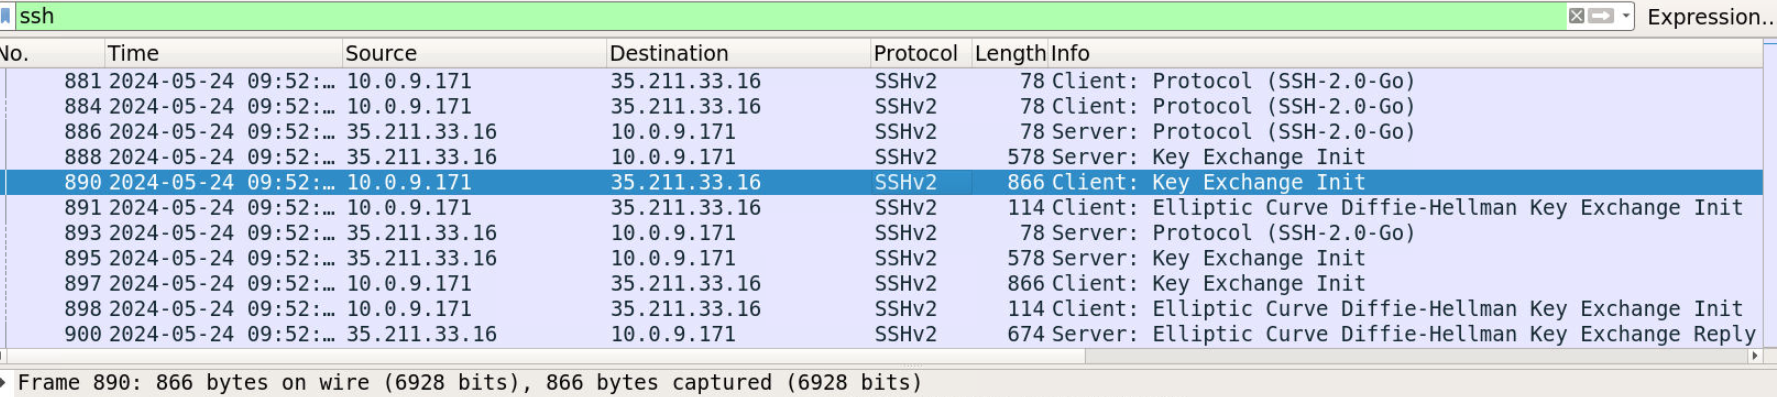 ssh Expression...
No. Time Source Destination Protocol Length Info
881 2024-05-24 09:52:… 10.0.9.171 35.211.33.16 SSHv2 78 Client: Protocol (SSH-2.0-Go)
884 2024-05-24 09:52:… 10.0.9.171 35.211.33.16 SSHv2 78 Client: Protocol (SSH-2.0-Go)
886 2024-05-24 09:52:… 35.211.33.16 10.0.9.171 SSHv2 78 Server: Protocol (SSH-2.0-Go)
888 2024-05-24 09:52:… 35.211.33.16 10.0.9.171 SSHv2 578 Server: Key Exchange Init
890 2024-05-24 09:52:… 10.0.9.171 35.211.33.16 SSHv2 866 Client: Key Exchange Init
891 2024-05-24 09:52:… 10.0.9.171 35.211.33.16 SSHv2 114 Client: Elliptic Curve Diffie-Hellman Key Exchange Init
893 2024-05-24 09:52:… 35.211.33.16 10.0.9.171 SSHv2 78 Server: Protocol (SSH-2.0-Go)
895 2024-05-24 09:52:… 35.211.33.16 10.0.9.171 SSHv2 578 Server: Key Exchange Init
897 2024-05-24 09:52:… 10.0.9.171 35.211.33.16 SSHv2 866 Client: Key Exchange Init
898 2024-05-24 09:52:… 10.0.9.171 35.211.33.16 SSHv2 114 Client: Elliptic Curve Diffie-Hellman Key Exchange Init
900 2024-05-24 09:52:… 35.211.33.16 10.0.9.171 SSHv2 674 Server: Elliptic Curve Diffie-Hellman Key Exchange Reply
Frame 890: 866 bytes on wire (6928 bits), 866 bytes captured (6928 bits)